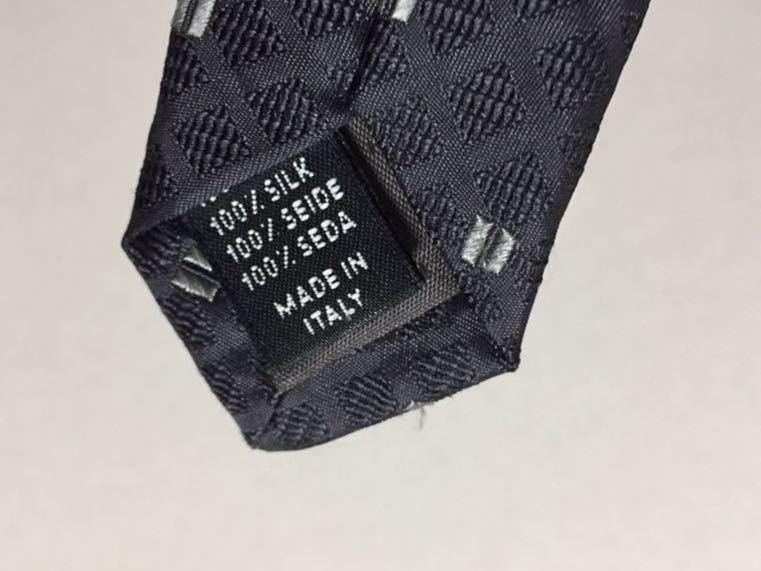 100% SILK
100% SEIDE
100% SEDA
MADE IN
ITALY